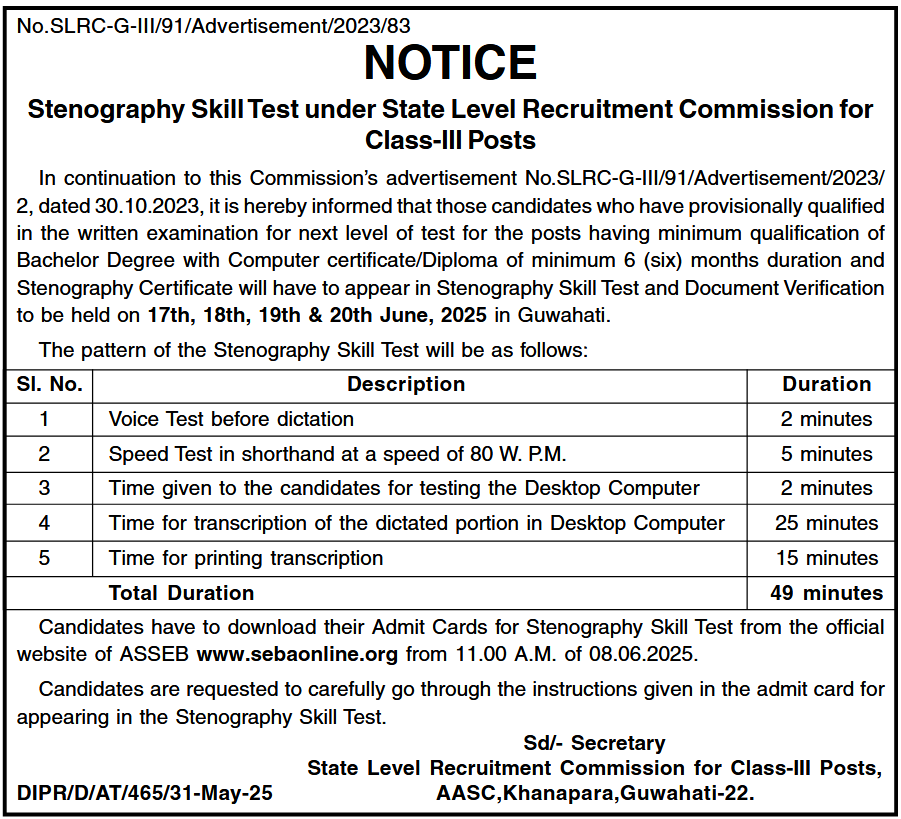 No.SLRC-G-III/91/Advertisement/2023/83
NOTICE
Stenography Skill Test under State Level Recruitment Commission for
Class-III Posts
In continuation to this Commission's advertisement No.SLRC-G-III/91/Advertisement/2023/
2, dated 30.10.2023, it is hereby informed that those candidates who have provisionally qualified
in the written examination for next level of test for the posts having minimum qualification of
Bachelor Degree with Computer certificate/Diploma of minimum 6 (six) months duration and
Stenography Certificate will have to appear in Stenography Skill Test and Document Verification
to be held on 17th, 18th, 19th & 20th June, 2025 in Guwahati.
The pattern of the Stenography Skill Test will be as follows:
Sl. No. Description Duration
1 Voice Test before dictation 2 minutes
2 Speed Test in shorthand at a speed of 80 W. P.M. 5 minutes
3 Time given to the candidates for testing the Desktop Computer 2 minutes
4 Time for transcription of the dictated portion in Desktop Computer 25 minutes
5 Time for printing transcription 15 minutes
Total Duration 49 minutes
Candidates have to download their Admit Cards for Stenography Skill Test from the official
website of ASSEB www.sebaonline.org from 11.00 A.M. of 08.06.2025.
Candidates are requested to carefully go through the instructions given in the admit card for
appearing in the Stenography Skill Test.
Sd/- Secretary
State Level Recruitment Commission for Class-III Posts,
DIPR/D/AT/465/31-May-25 AASC,Khanapara,Guwahati-22.